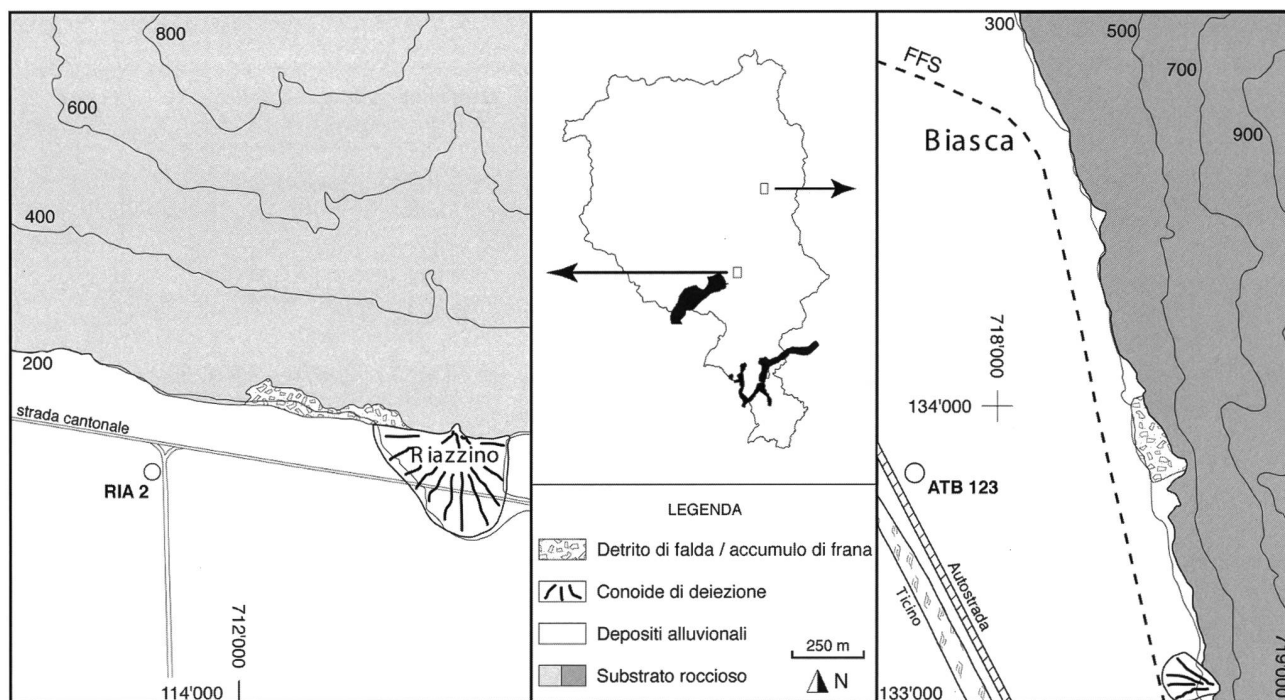 800
600
400
200
strada cantonale
Riazzino
RIA 2
712'000
114'000
LEGENDA
Detrito di falda / accumulo di frana
Conoide di deiezione
Depositi alluvionali
250 m
Substrato roccioso
N
300
500
FFS
700
Biasca
900
718'000
134'000
ATB 123
Autostrada
Ticino
133'000